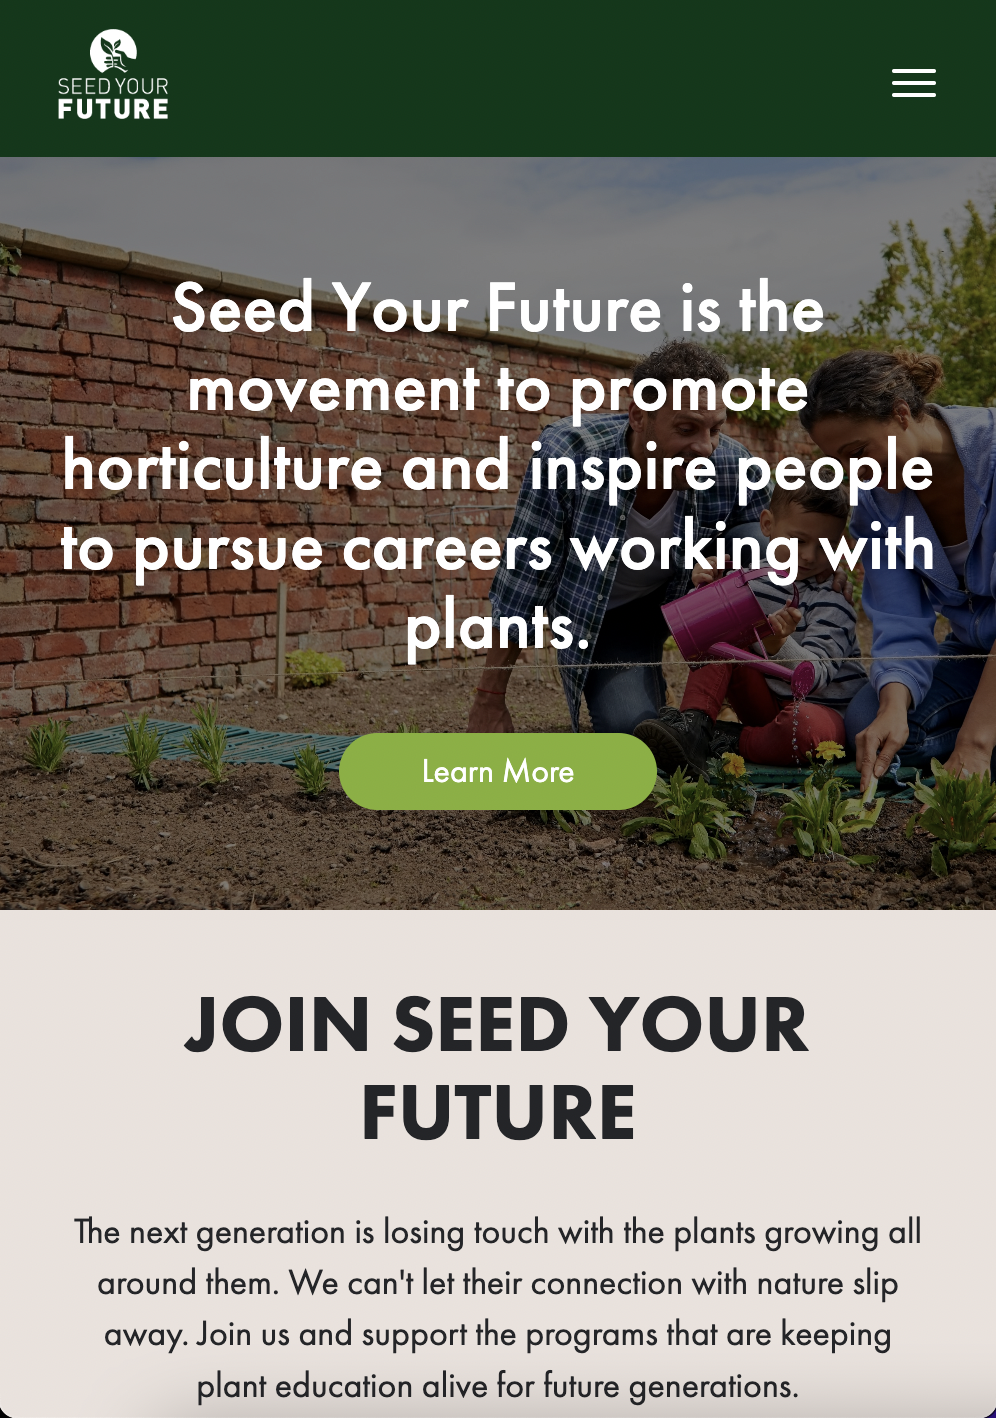 SEED YOUR
FUTURE
Seed Your Future is the
movement to promote
horticulture and inspire people
to pursue careers working with
plants.
Learn More
JOIN SEED YOUR
FUTURE
The next generation is losing touch with the plants growing all
around them. We can't let their connection with nature slip
away. Join us and support the programs that are keeping
plant education alive for future generations.